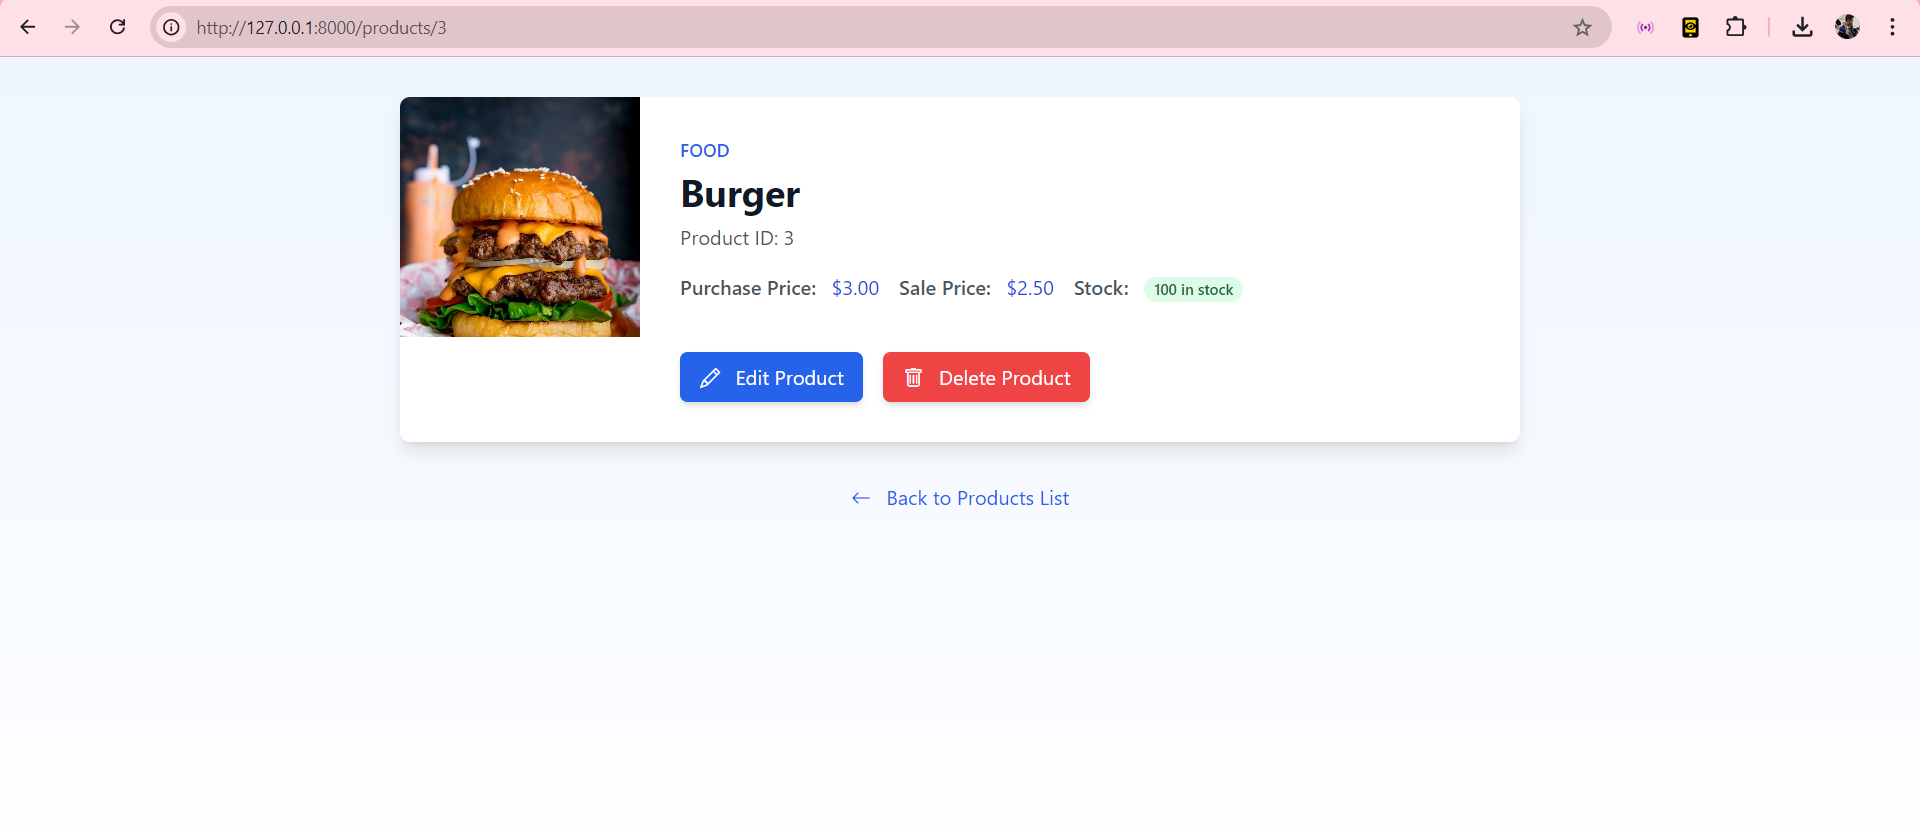 http://127.0.0.1:8000/products/3
FOOD
Burger
Product ID: 3
Purchase Price: $3.00 Sale Price: $2.50 Stock: 100 in stock
Edit Product Delete Product
← Back to Products List